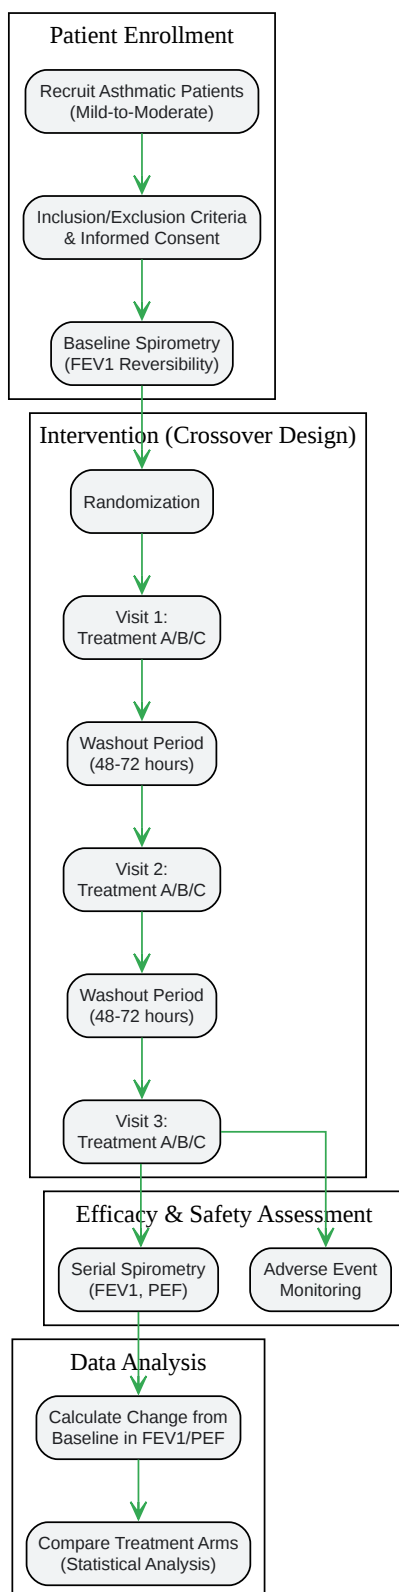 Patient Enrollment
Recruit Asthmatic Patients
(Mild-to-Moderate)
Inclusion/Exclusion Criteria
& Informed Consent
Baseline Spirometry
(FEV1 Reversibility)
Intervention (Crossover Design)
Randomization
Visit 1:
Treatment A/B/C
Washout Period
(48-72 hours)
Visit 2:
Treatment A/B/C
Washout Period
(48-72 hours)
Visit 3:
Treatment A/B/C
Efficacy & Safety Assessment
Serial Spirometry
(FEV1, PEF)
Adverse Event
Monitoring
Data Analysis
Calculate Change from
Baseline in FEV1/PEF
Compare Treatment Arms
(Statistical Analysis)